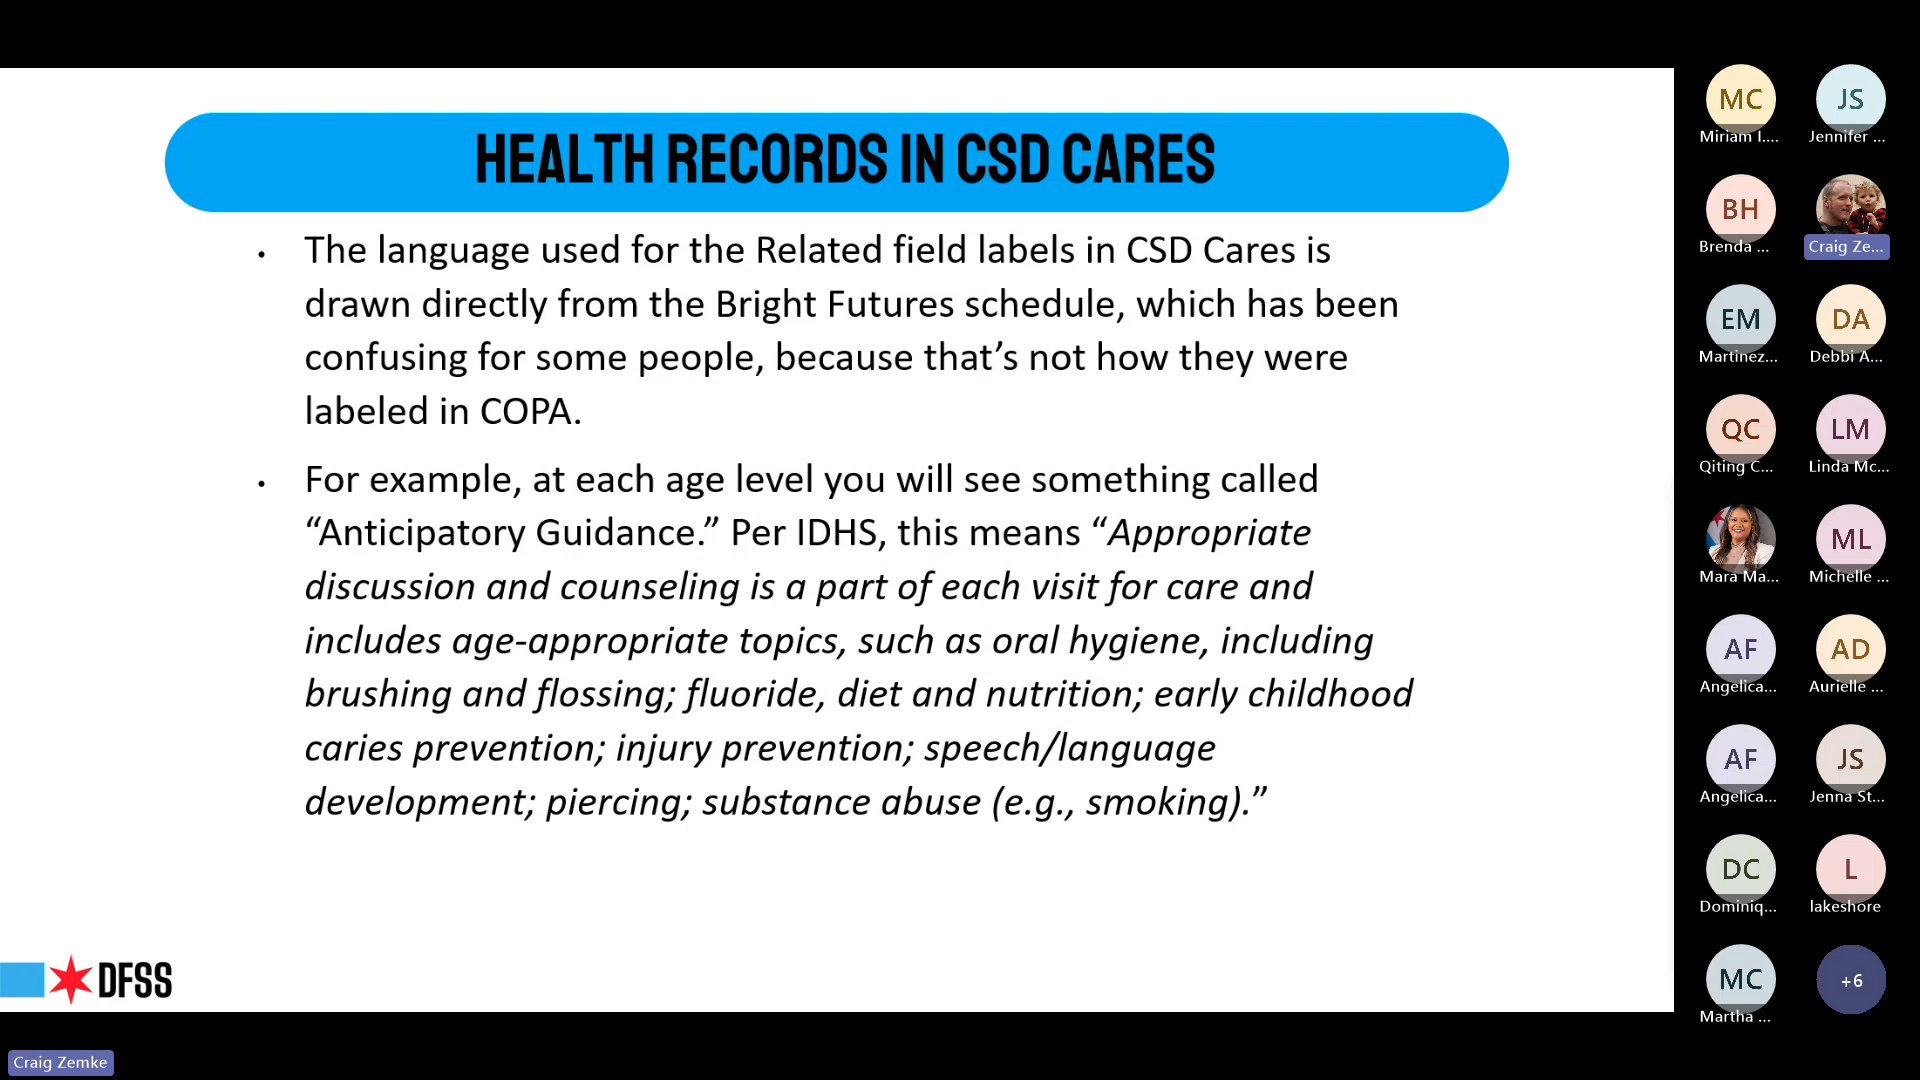 HEALTH RECORDS IN CSD CARES
• The language used for the Related field labels in CSD Cares is
drawn directly from the Bright Futures schedule, which has been
confusing for some people, because that’s not how they were
labeled in COPA.
• For example, at each age level you will see something called
“Anticipatory Guidance.” Per IDHS, this means “Appropriate
discussion and counseling is a part of each visit for care and
includes age-appropriate topics, such as oral hygiene, including
brushing and flossing; fluoride, diet and nutrition; early childhood
caries prevention; injury prevention; speech/language
development; piercing; substance abuse (e.g., smoking).”
DFSS
Craig Zemke
MC
Miriam I....
JS
Jennifer ...
BH
Brenda ...
Craig Ze...
EM
Martinez...
DA
Debbi A...
QC
Qiting C...
LM
Linda Mc...
Mara Ma...
ML
Michelle ...
AF
Angelica...
AD
Aurielle ...
AF
Angelica...
JS
Jenna St...
DC
Dominiq...
L
lakeshore
MC
Martha ...
+6